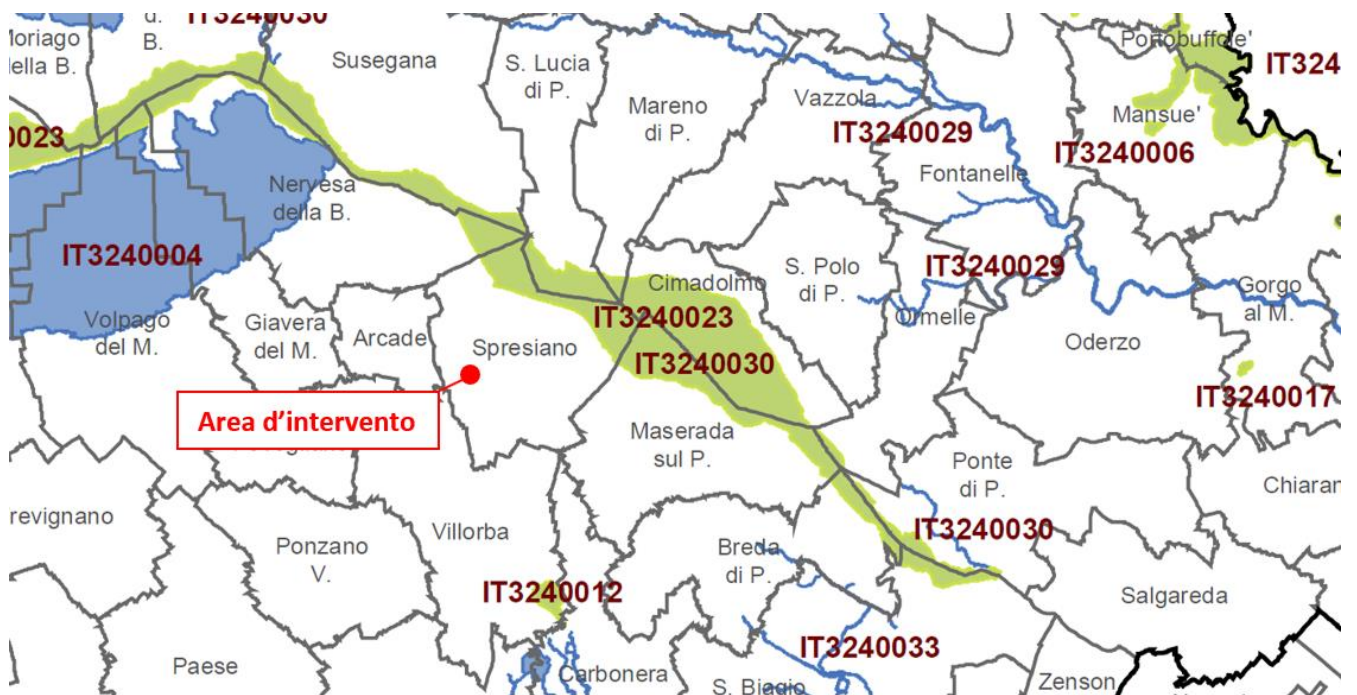 IT3240030
d.
B.
Moriago
della B.
Susegana
S. Lucia
di P.
Mareno
di P.
Vazzola
Portobuffole'
IT324
Mansue'
0023
IT3240029
IT3240006
Fontanelle
Nervesa
della B.
IT3240004
S. Polo
di P.
IT3240029
Cimadolmo
Gorgo
al M.
IT3240023
Ormelle
Volpago
del M.
Giavera
del M.
Arcade
Spresiano
IT3240030
Oderzo
IT3240017
Area d'intervento
Maserada
sul P.
Ponte
di P.
Chiaran
revignano
Villorba
IT3240030
Ponzano
V.
Breda
di P.
IT3240012
Salgareda
IT3240033
Paese
Carbonera
S. Biagio
Zenson